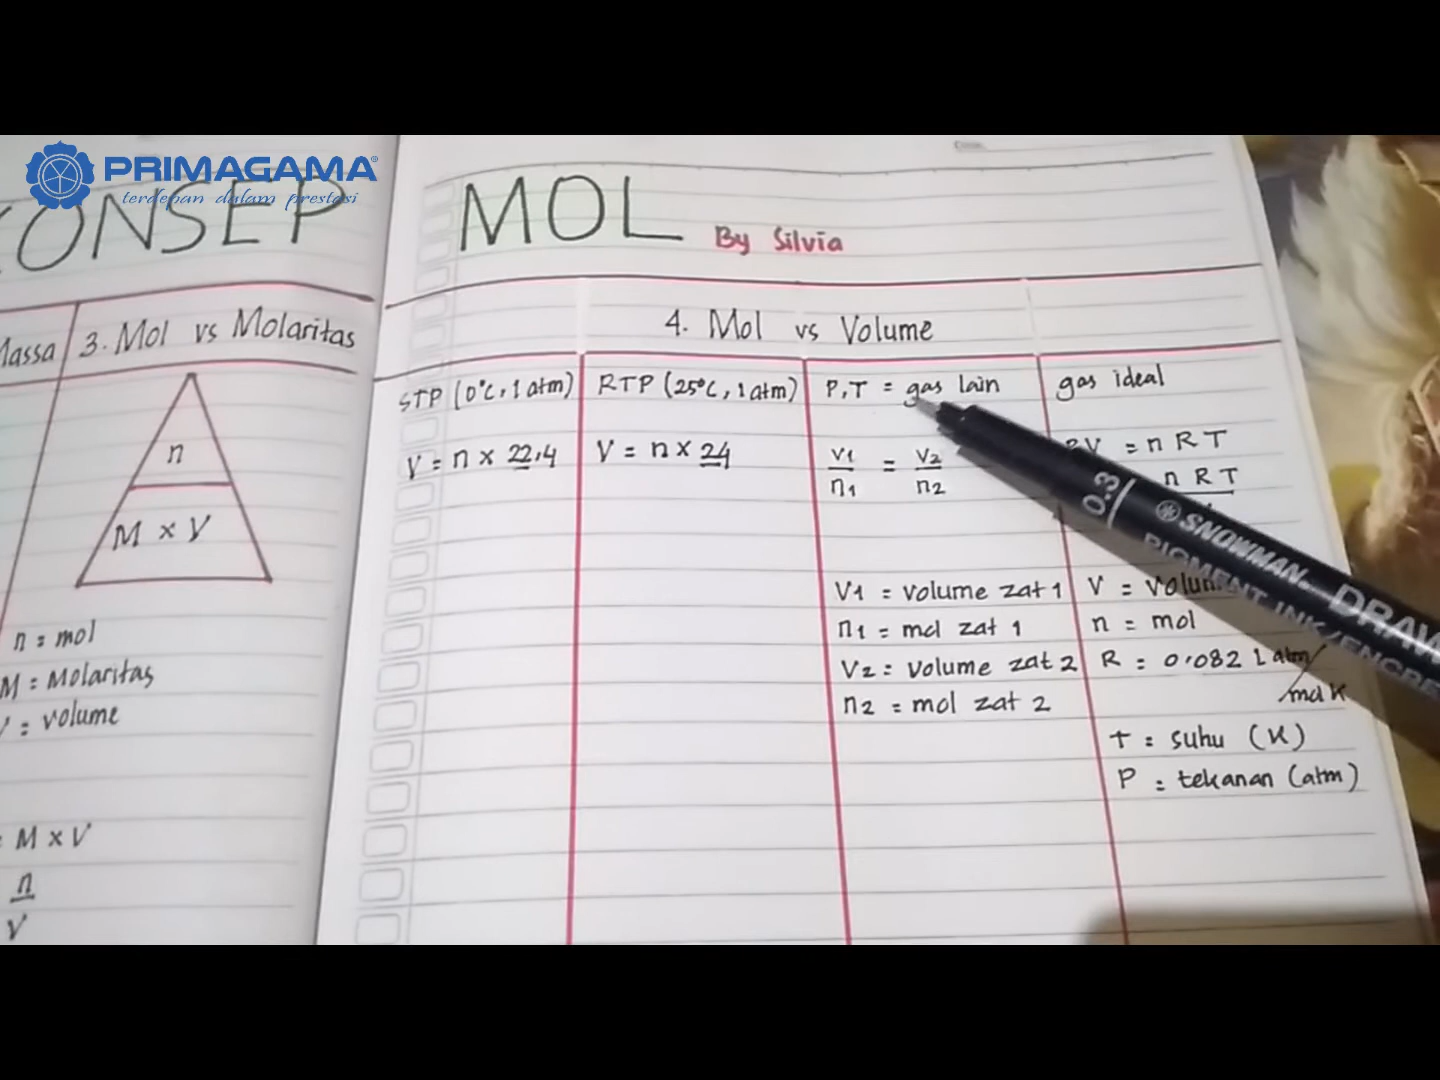 PRIMAGAMA®
terdepan dalam prestasi
KONSEP MOL By Silvia
Massa
3. Mol vs Molaritas
n
M x V
n = mol
M = Molaritas
V = volume
= M x V
n
V
4. Mol vs Volume
STP (0°C, 1 atm)
V = n x 22,4
RTP (25°C, 1 atm)
V = n x 24
P, T = gas lain
V1 = V2
n1 n2
V1 = volume zat 1
n1 = mol zat 1
V2 = volume zat 2
n2 = mol zat 2
gas ideal
PV = n R T
n R T
V =
n = mol
R = 0.082 L atm/
mol K
T = suhu (K)
P = tekanan (atm)
0.3
SNOWMAN
PIGMENT INK